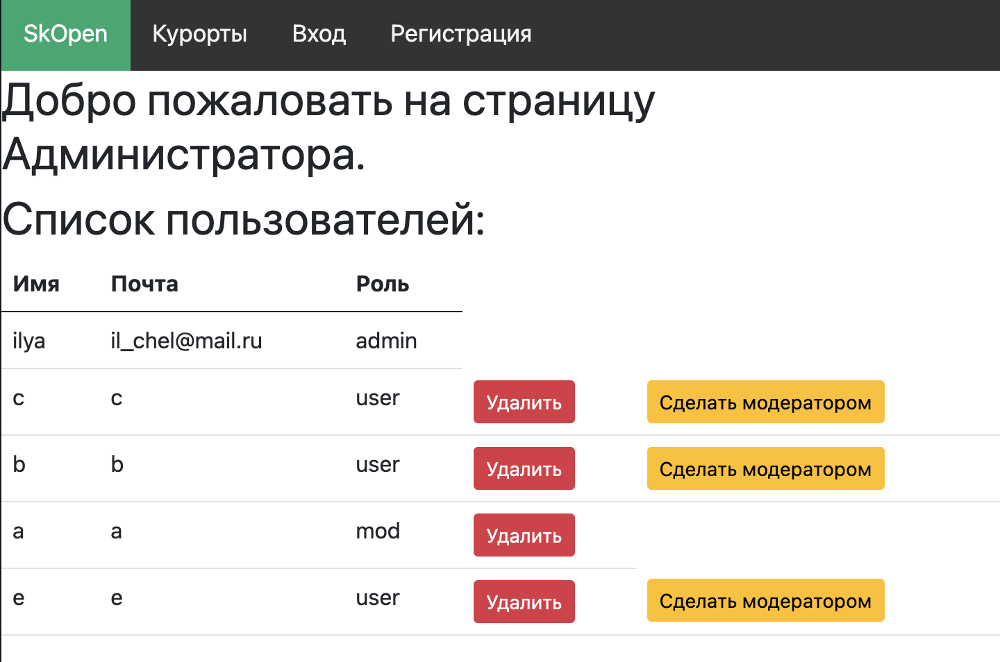 SkOpen Курорты Вход Регистрация
Добро пожаловать на страницу
Администратора.
Список пользователей:
Имя Почта Роль
ilya il_chel@mail.ru admin
c c user Удалить Сделать модератором
b b user Удалить Сделать модератором
a a mod Удалить
e e user Удалить Сделать модератором